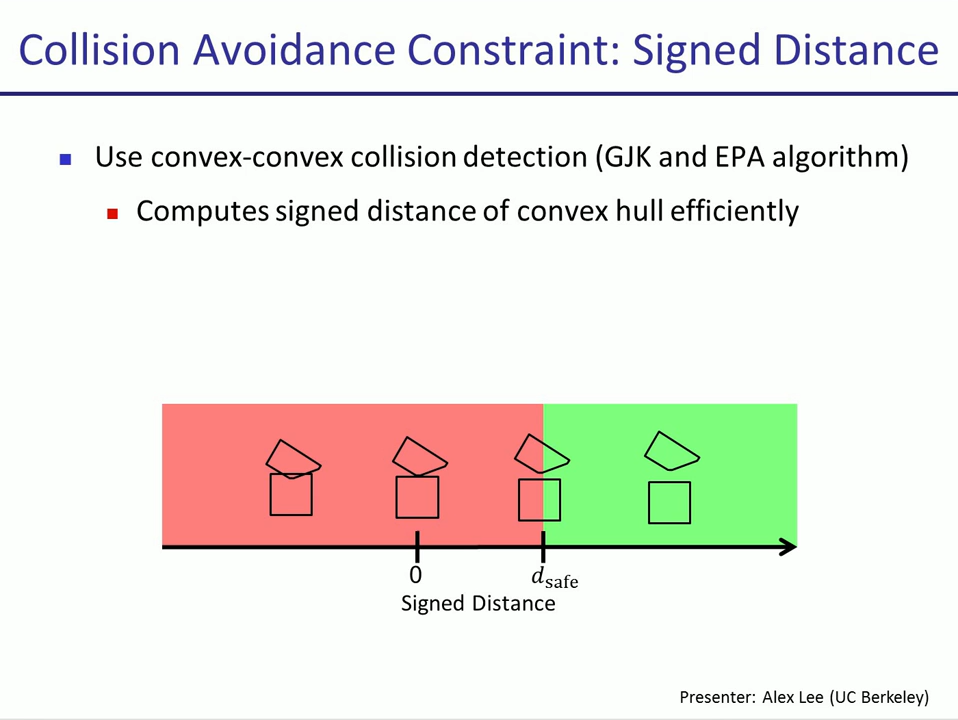 Collision Avoidance Constraint: Signed Distance
Use convex-convex collision detection (GJK and EPA algorithm)
Computes signed distance of convex hull efficiently
0
d_safe
Signed Distance
Presenter: Alex Lee (UC Berkeley)